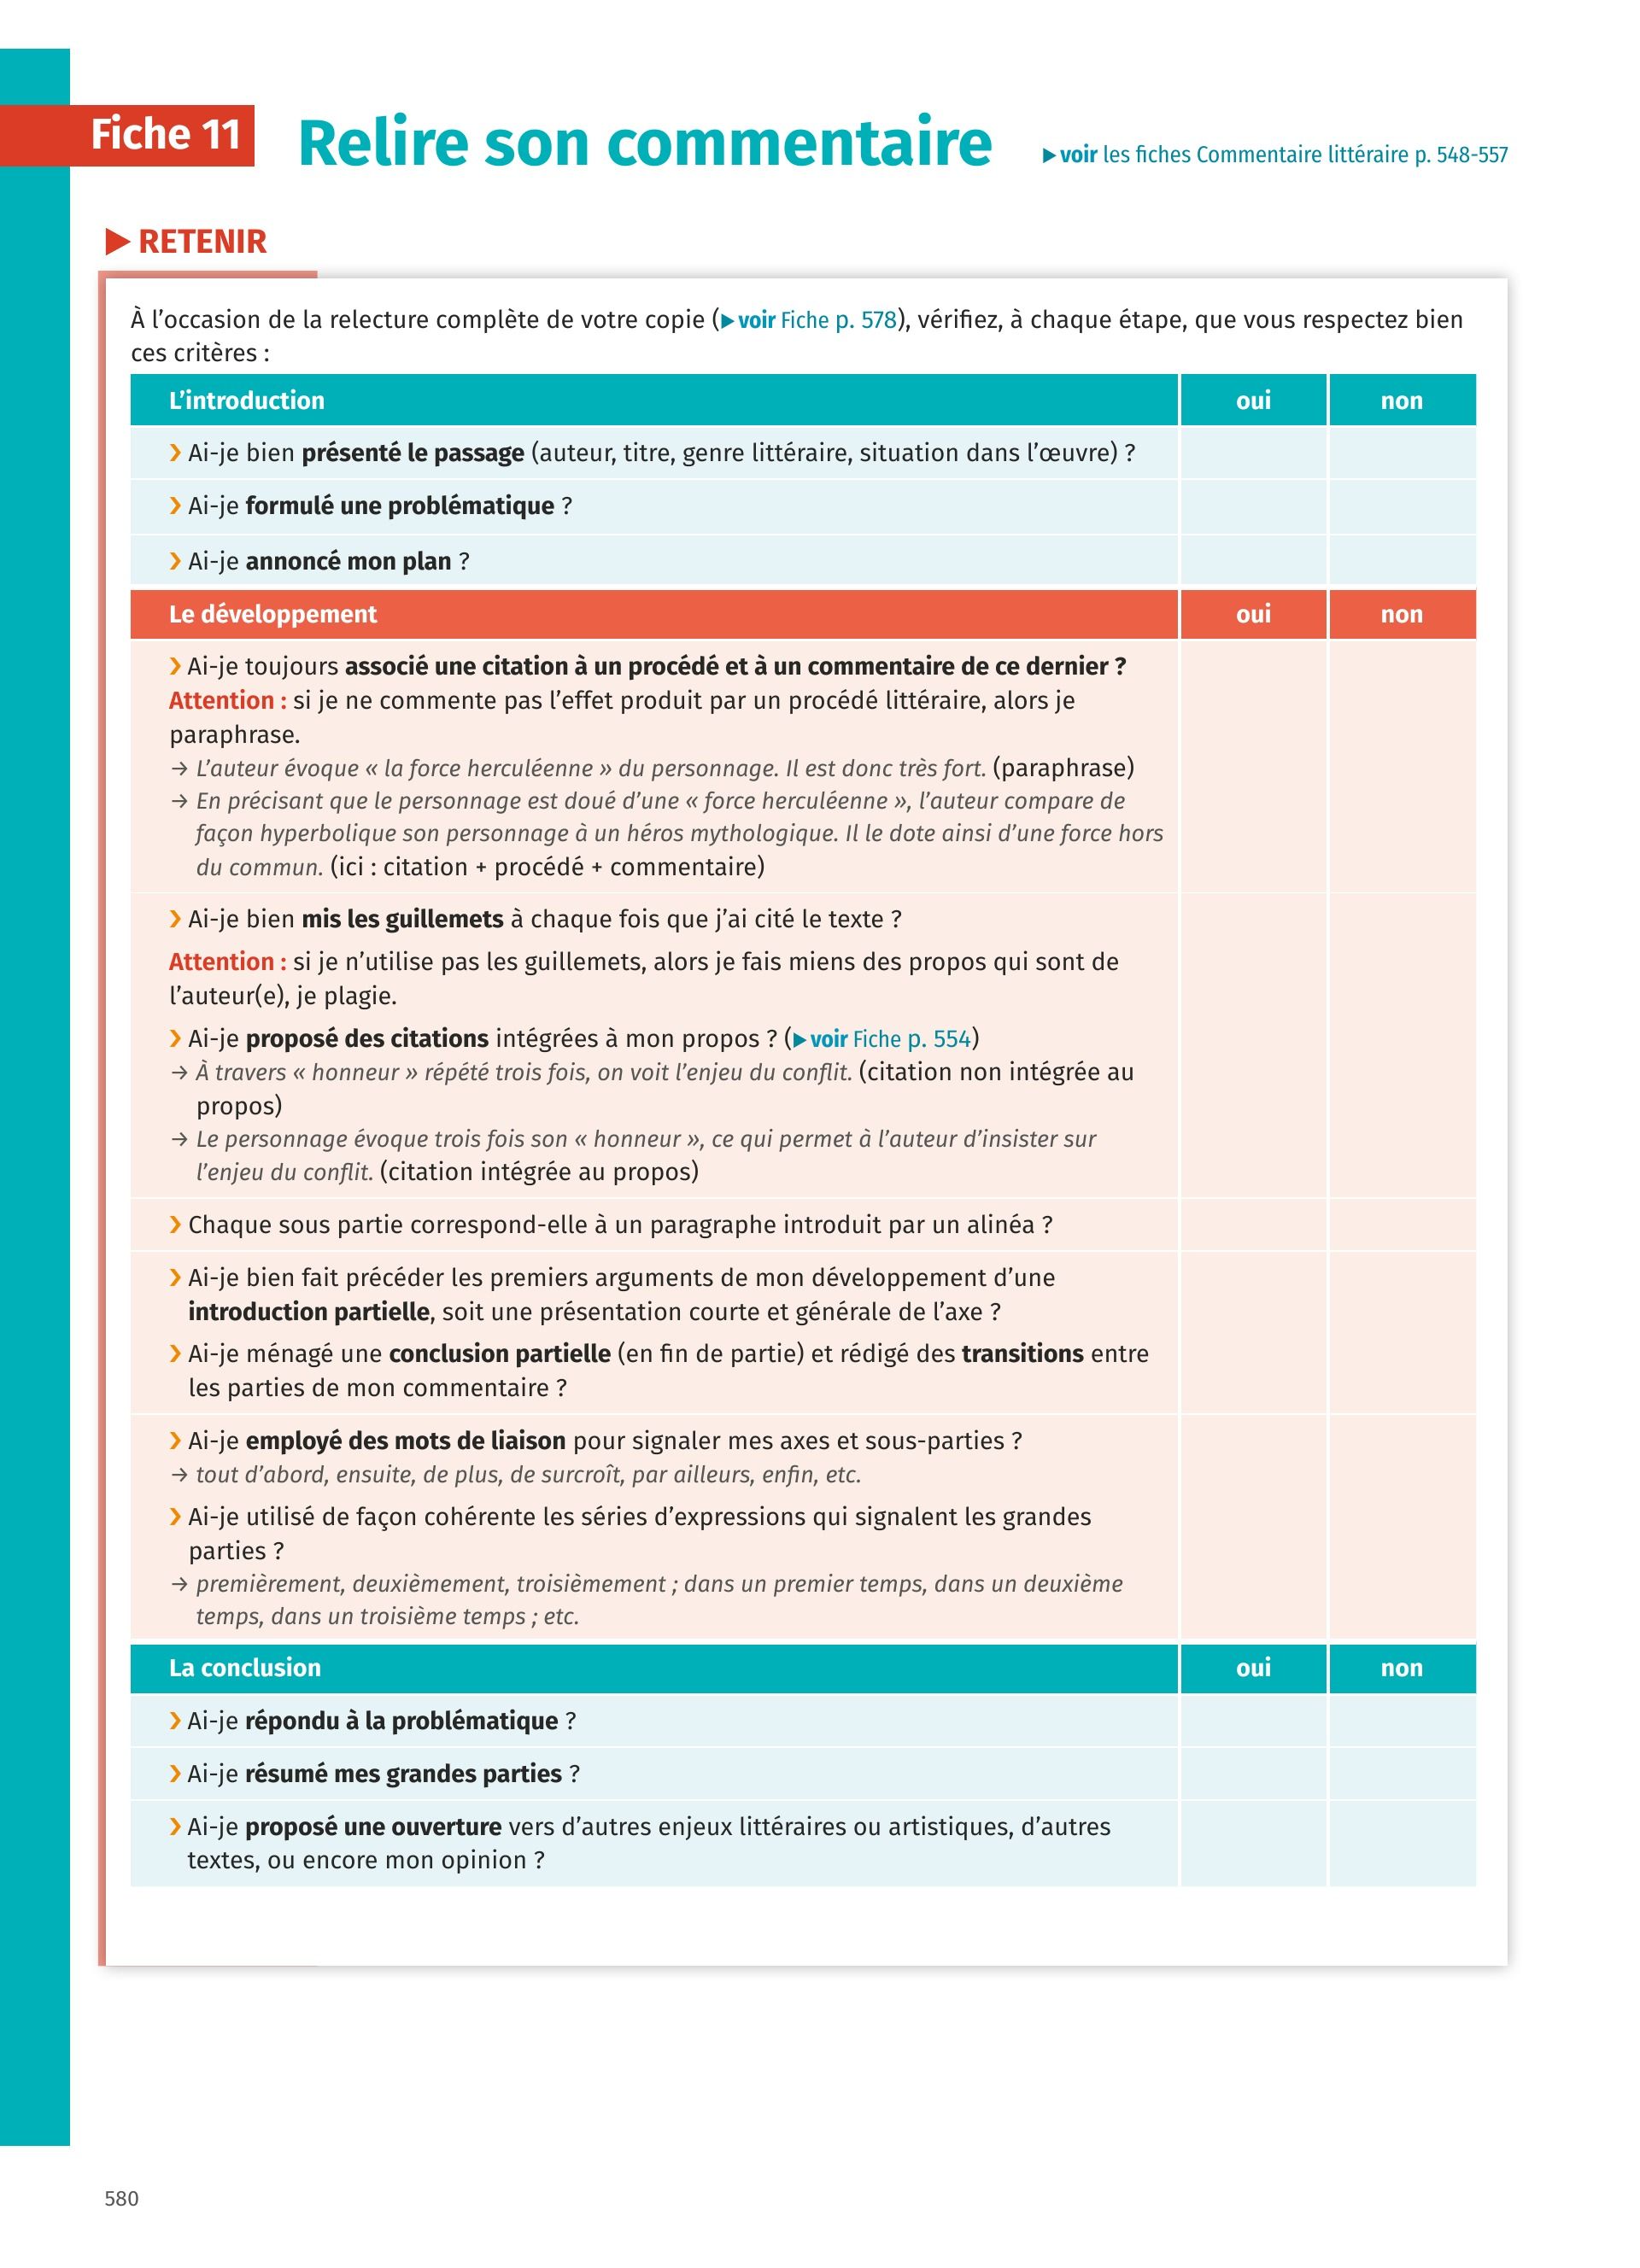 Fiche 11
Relire son commentaire
▶ voir les fiches Commentaire littéraire p. 548-557
▶ RETENIR
À l’occasion de la relecture complète de votre copie (▶ voir Fiche p. 578), vérifiez, à chaque étape, que vous respectez bien
ces critères :
L’introduction oui non
❯ Ai-je bien présenté le passage (auteur, titre, genre littéraire, situation dans l’œuvre) ?
❯ Ai-je formulé une problématique ?
❯ Ai-je annoncé mon plan ?
Le développement oui non
❯ Ai-je toujours associé une citation à un procédé et à un commentaire de ce dernier ?
Attention : si je ne commente pas l’effet produit par un procédé littéraire, alors je
paraphrase.
→ L’auteur évoque « la force herculéenne » du personnage. Il est donc très fort. (paraphrase)
→ En précisant que le personnage est doué d’une « force herculéenne », l’auteur compare de
façon hyperbolique son personnage à un héros mythologique. Il le dote ainsi d’une force hors
du commun. (ici : citation + procédé + commentaire)
❯ Ai-je bien mis les guillemets à chaque fois que j’ai cité le texte ?
Attention : si je n’utilise pas les guillemets, alors je fais miens des propos qui sont de
l’auteur(e), je plagie.
❯ Ai-je proposé des citations intégrées à mon propos ? (▶ voir Fiche p. 554)
→ À travers « honneur » répété trois fois, on voit l’enjeu du conflit. (citation non intégrée au
propos)
→ Le personnage évoque trois fois son « honneur », ce qui permet à l’auteur d’insister sur
l’enjeu du conflit. (citation intégrée au propos)
❯ Chaque sous partie correspond-elle à un paragraphe introduit par un alinéa ?
❯ Ai-je bien fait précéder les premiers arguments de mon développement d’une
introduction partielle, soit une présentation courte et générale de l’axe ?
❯ Ai-je ménagé une conclusion partielle (en fin de partie) et rédigé des transitions entre
les parties de mon commentaire ?
❯ Ai-je employé des mots de liaison pour signaler mes axes et sous-parties ?
→ tout d’abord, ensuite, de plus, de surcroît, par ailleurs, enfin, etc.
❯ Ai-je utilisé de façon cohérente les séries d’expressions qui signalent les grandes
parties ?
→ premièrement, deuxièmement, troisièmement ; dans un premier temps, dans un deuxième
temps, dans un troisième temps ; etc.
La conclusion oui non
❯ Ai-je répondu à la problématique ?
❯ Ai-je résumé mes grandes parties ?
❯ Ai-je proposé une ouverture vers d’autres enjeux littéraires ou artistiques, d’autres
textes, ou encore mon opinion ?
580